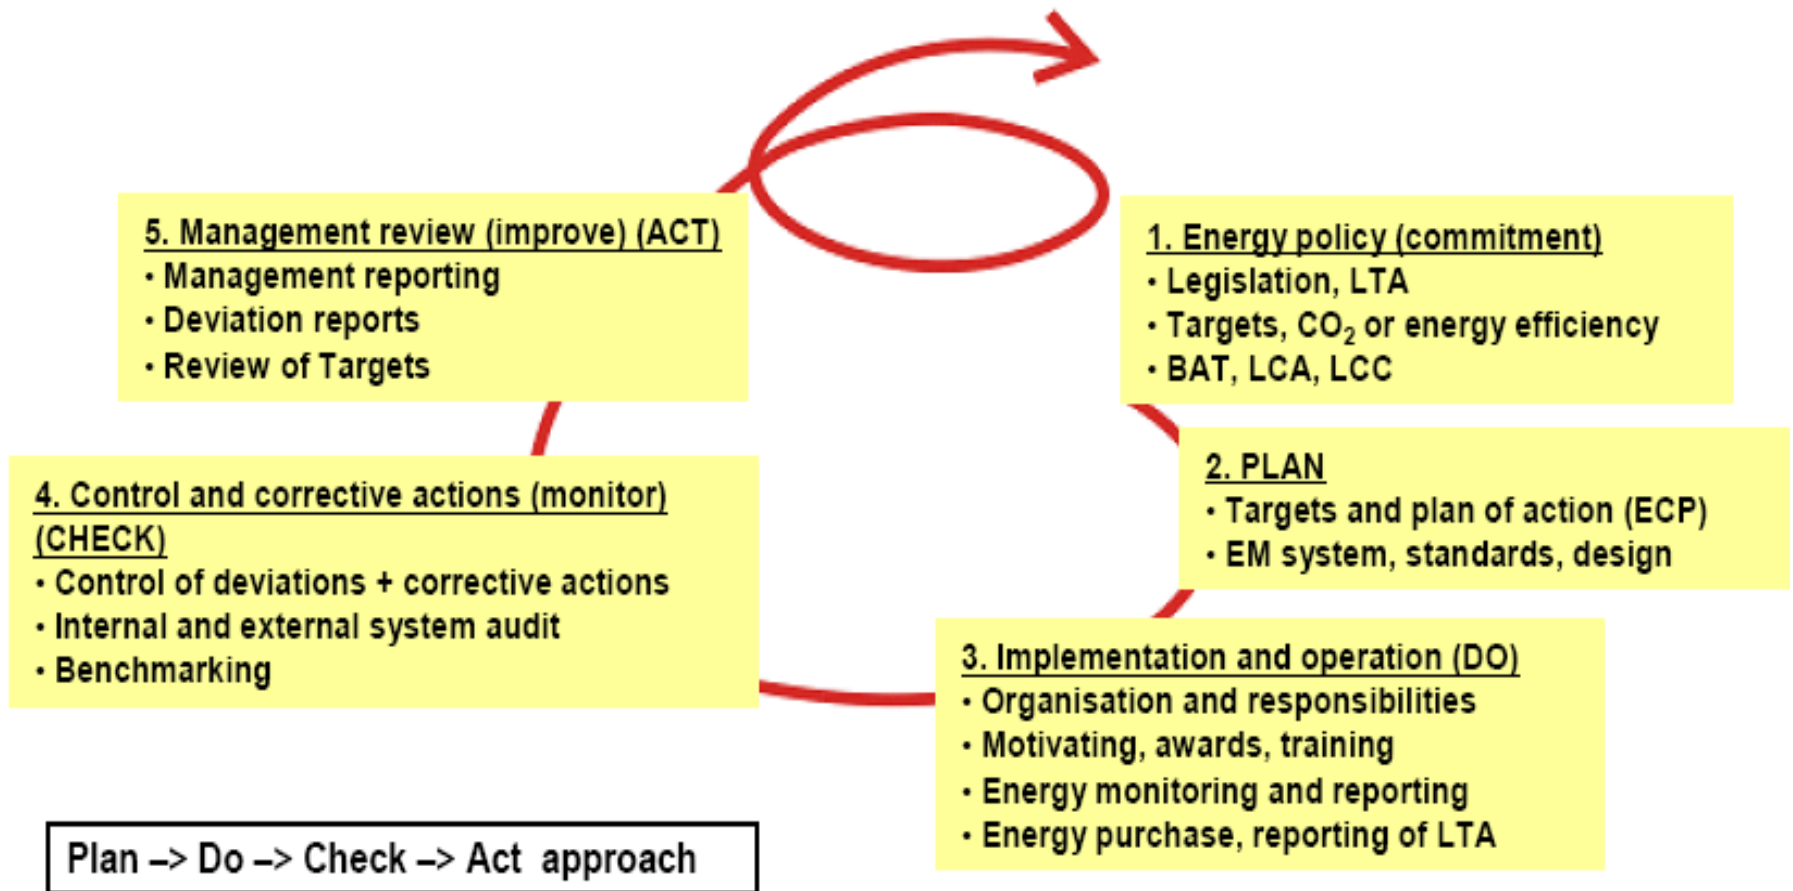 5. Management review (improve) (ACT)
· Management reporting
· Deviation reports
· Review of Targets
1. Energy policy (commitment)
· Legislation, LTA
· Targets, CO₂ or energy efficiency
· BAT, LCA, LCC
2. PLAN
· Targets and plan of action (ECP)
· EM system, standards, design
3. Implementation and operation (DO)
· Organisation and responsibilities
· Motivating, awards, training
· Energy monitoring and reporting
· Energy purchase, reporting of LTA
4. Control and corrective actions (monitor)
(CHECK)
· Control of deviations + corrective actions
· Internal and external system audit
· Benchmarking
Plan –> Do –> Check –> Act approach